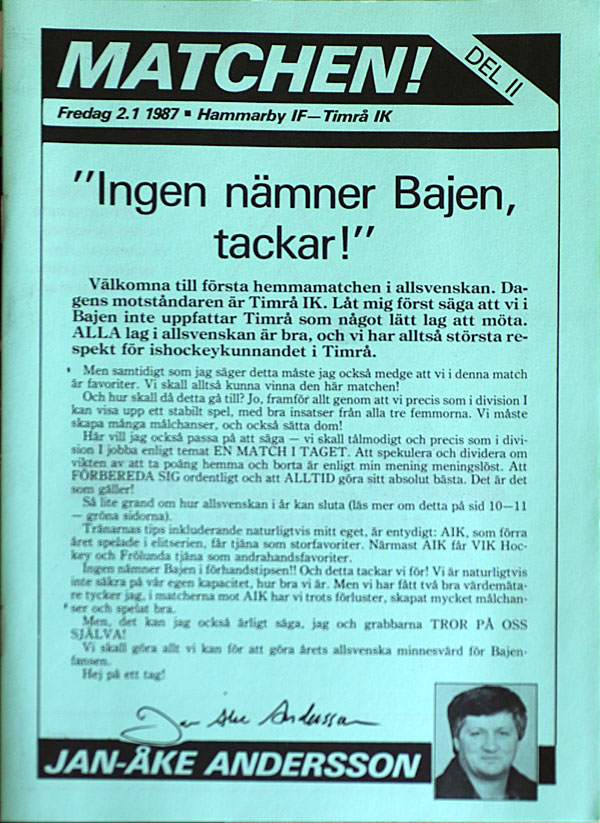 MATCHEN!
DEL II
Fredag 2.1 1987 ▪ Hammarby IF—Timrå IK
"Ingen nämner Bajen,
tackar!"
Välkomna till första hemmamatchen i allsvenskan. Da-
gens motståndaren är Timrå IK. Låt mig först säga att vi i
Bajen inte uppfattar Timrå som något lätt lag att möta.
ALLA lag i allsvenskan är bra, och vi har alltså största re-
spekt för ishockeykunnandet i Timrå.
Men samtidigt som jag säger detta måste jag också medge att vi i denna match
är favoriter. Vi skall alltså kunna vinna den här matchen!
Och hur skall då detta gå till? Jo, framför allt genom att vi precis som i division I
kan visa upp ett stabilt spel, med bra insatser från alla tre femmorna. Vi måste
skapa många målchanser, och också sätta dom!
Här vill jag också passa på att säga — vi skall tålmodigt och precis som i divi-
sion I jobba enligt temat EN MATCH I TAGET. Att spekulera och dividera om
vikten av att ta poäng hemma och borta är enligt min mening meningslöst. Att
FÖRBEREDA SIG ordentligt och att ALLTID göra sitt absolut bästa. Det är det
som gäller!
Så lite grand om hur allsvenskan i år kan sluta (läs mer om detta på sid 10—11
— gröna sidorna).
Tränarnas tips inkluderande naturligtvis mitt eget, är entydigt: AIK, som förra
året spelade i elitserien, får tjäna som storfavoriter. Närmast AIK får VIK Hoc-
key och Frölunda tjäna som andrahandsfavoriter.
Ingen nämner Bajen i förhandstipsen!! Och detta tackar vi för! Vi är naturligtvis
inte säkra på vår egen kapacitet, hur bra vi är. Men vi har fått två bra värdemäta-
re tycker jag, i matcherna mot AIK har vi trots förluster, skapat mycket målchan-
ser och spelat bra.
Men, det kan jag också ärligt säga, jag och grabbarna TROR PÅ OSS
SJÄLVA!
Vi skall göra allt vi kan för att göra årets allsvenska minnesvärd för Bajen-
fansen.
Hej på ett tag!
Jan Åke Andersson
JAN-ÅKE ANDERSSON